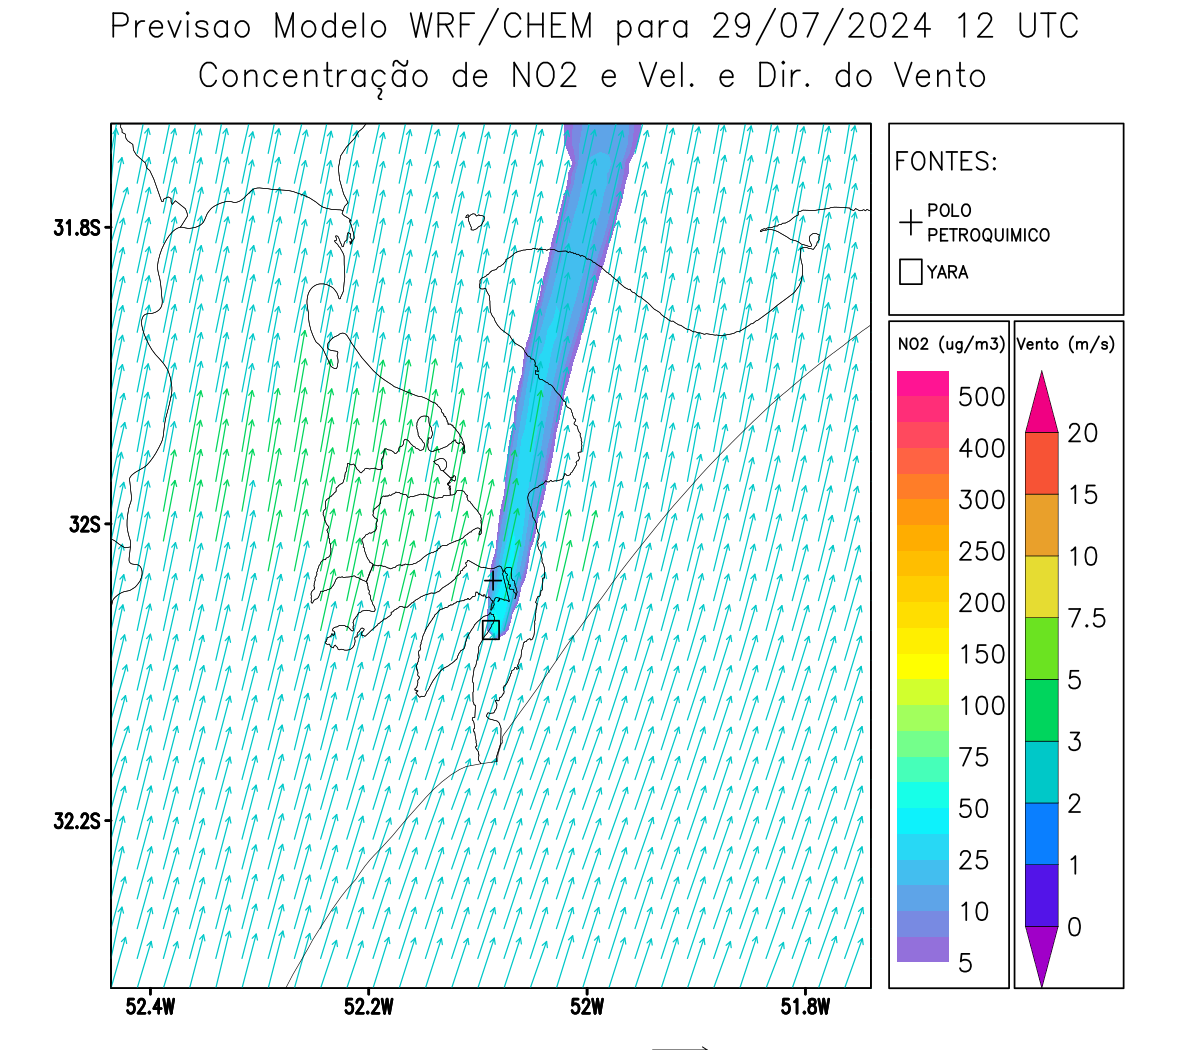 Previsao Modelo WRF/CHEM para 29/07/2024 12 UTC
Concentração de NO2 e Vel. e Dir. do Vento
FONTES:
POLO
PETROQUIMICO
YARA
NO2 (ug/m3)
500
400
300
250
200
150
100
75
50
25
10
5
Vento (m/s)
20
15
10
7.5
5
3
2
1
0
31.8S
32S
32.2S
52.4W
52.2W
52W
51.8W